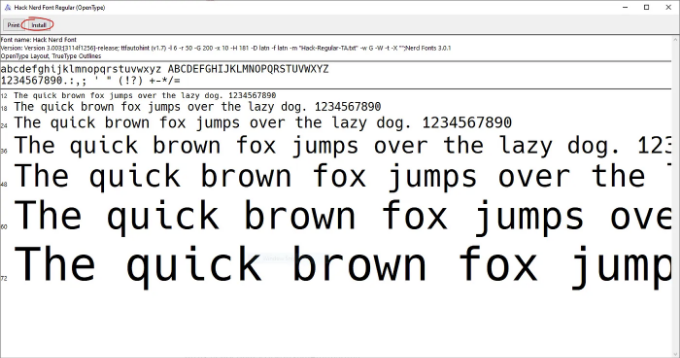 Hack Nerd Font Regular (OpenType)
Print Install
Font name: Hack Nerd Font
Version: Version 3.003;[3114f1256]-release; ttfautohint (v1.7) -l 6 -r 50 -G 200 -x 10 -H 181 -D latn -f latn -m "Hack-Regular-TA.txt" -w G -W -t -X "";Nerd Fonts 3.0.1
OpenType Layout, TrueType Outlines
abcdefghijklmnopqrstuvwxyz ABCDEFGHIJKLMNOPQRSTUVWXYZ
1234567890.:,; ' " (!?) +-*/=
12 The quick brown fox jumps over the lazy dog. 1234567890
18 The quick brown fox jumps over the lazy dog. 1234567890
24 The quick brown fox jumps over the lazy dog. 1234567890
36 The quick brown fox jumps over the lazy dog. 123
48 The quick brown fox jumps over the
60 The quick brown fox jumps ove
72 The quick brown fox jump